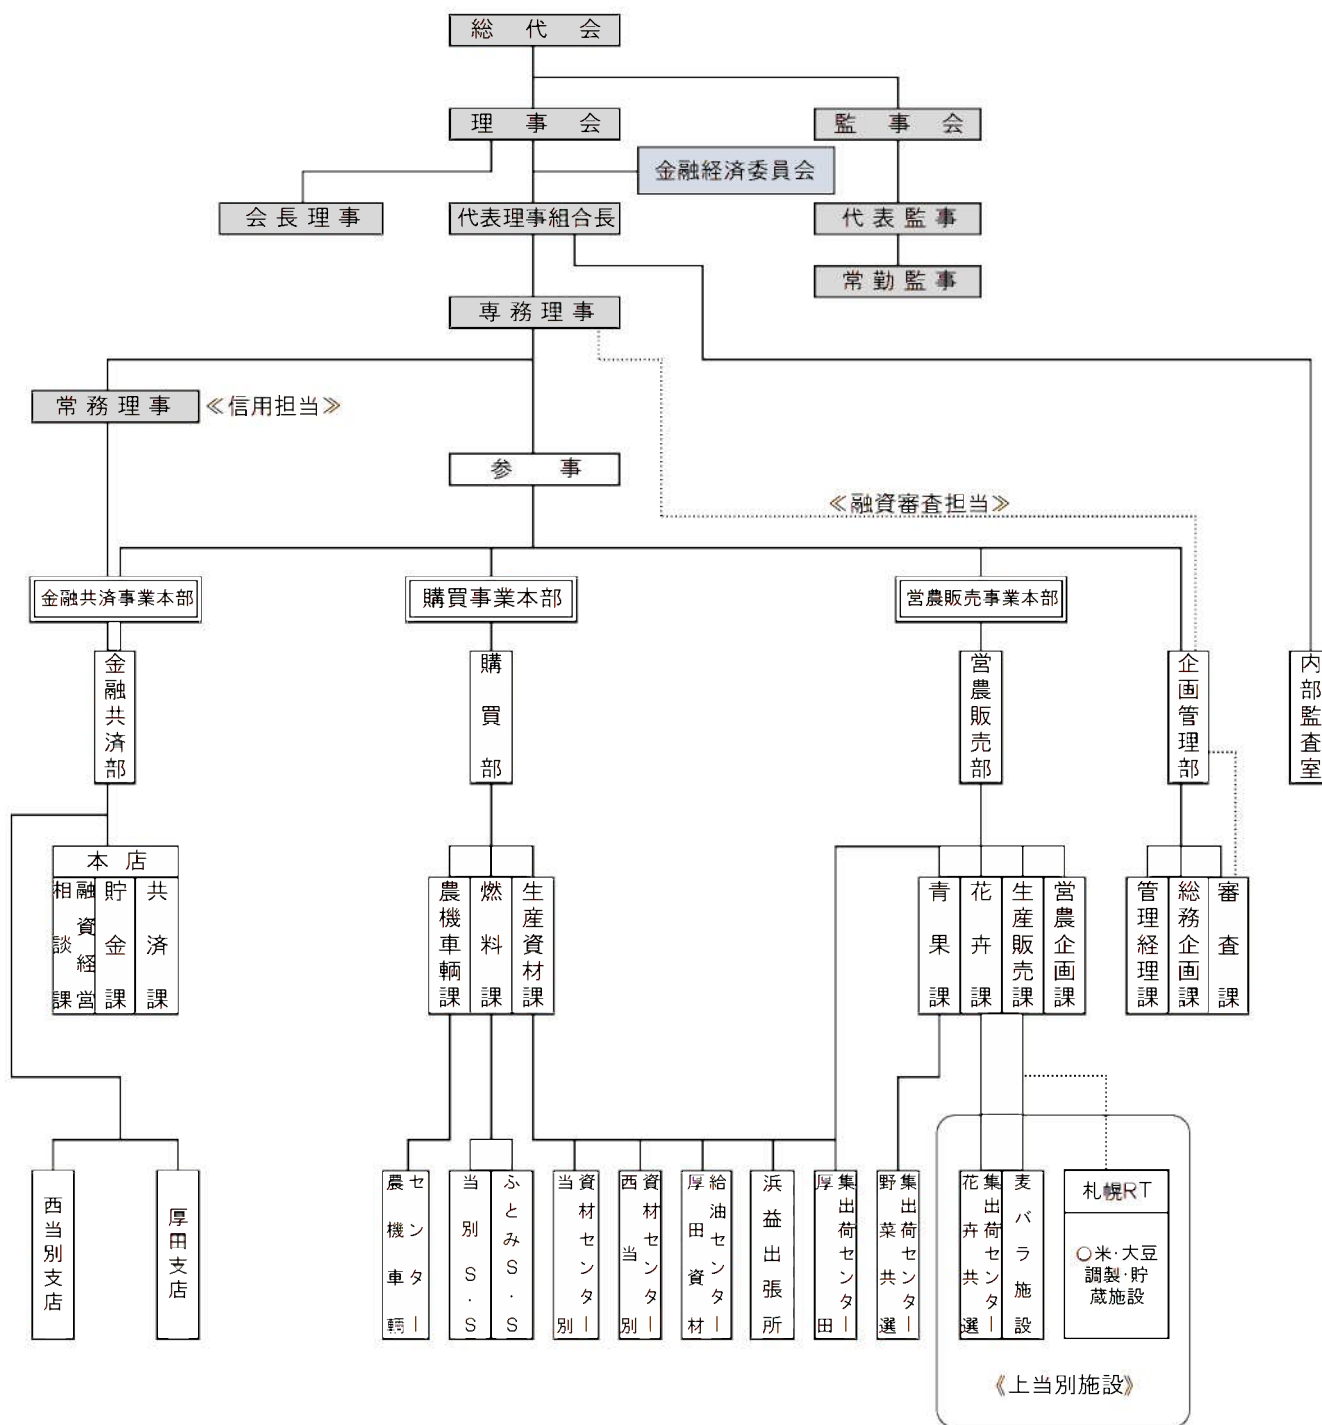 総代会
理事会
監事会
金融経済委員会
会長理事
代表理事組合長
代表監事
常勤監事
専務理事
常務理事
≪信用担当≫
参事
≪融資審査担当≫
金融共済事業本部
購買事業本部
営農販売事業本部
金融共済部
購買部
営農販売部
企画管理部
内部監査室
本店
融資経営
相談課
貯金課
共済課
農機車輌課
燃料課
生産資材課
青果課
花卉課
生産販売課
営農企画課
管理経理課
総務企画課
審査課
西当別支店
厚田支店
農機車輌
センター
当別S・S
ふとみS・S
当別
資材センター
西当別
資材センター
厚田資材
給油センター
浜益出張所
厚田
集出荷センター
野菜共選
集出荷センター
花卉共選
集出荷センター
麦バラ施設
札幌RT
○米・大豆
調製・貯
蔵施設
《上当別施設》